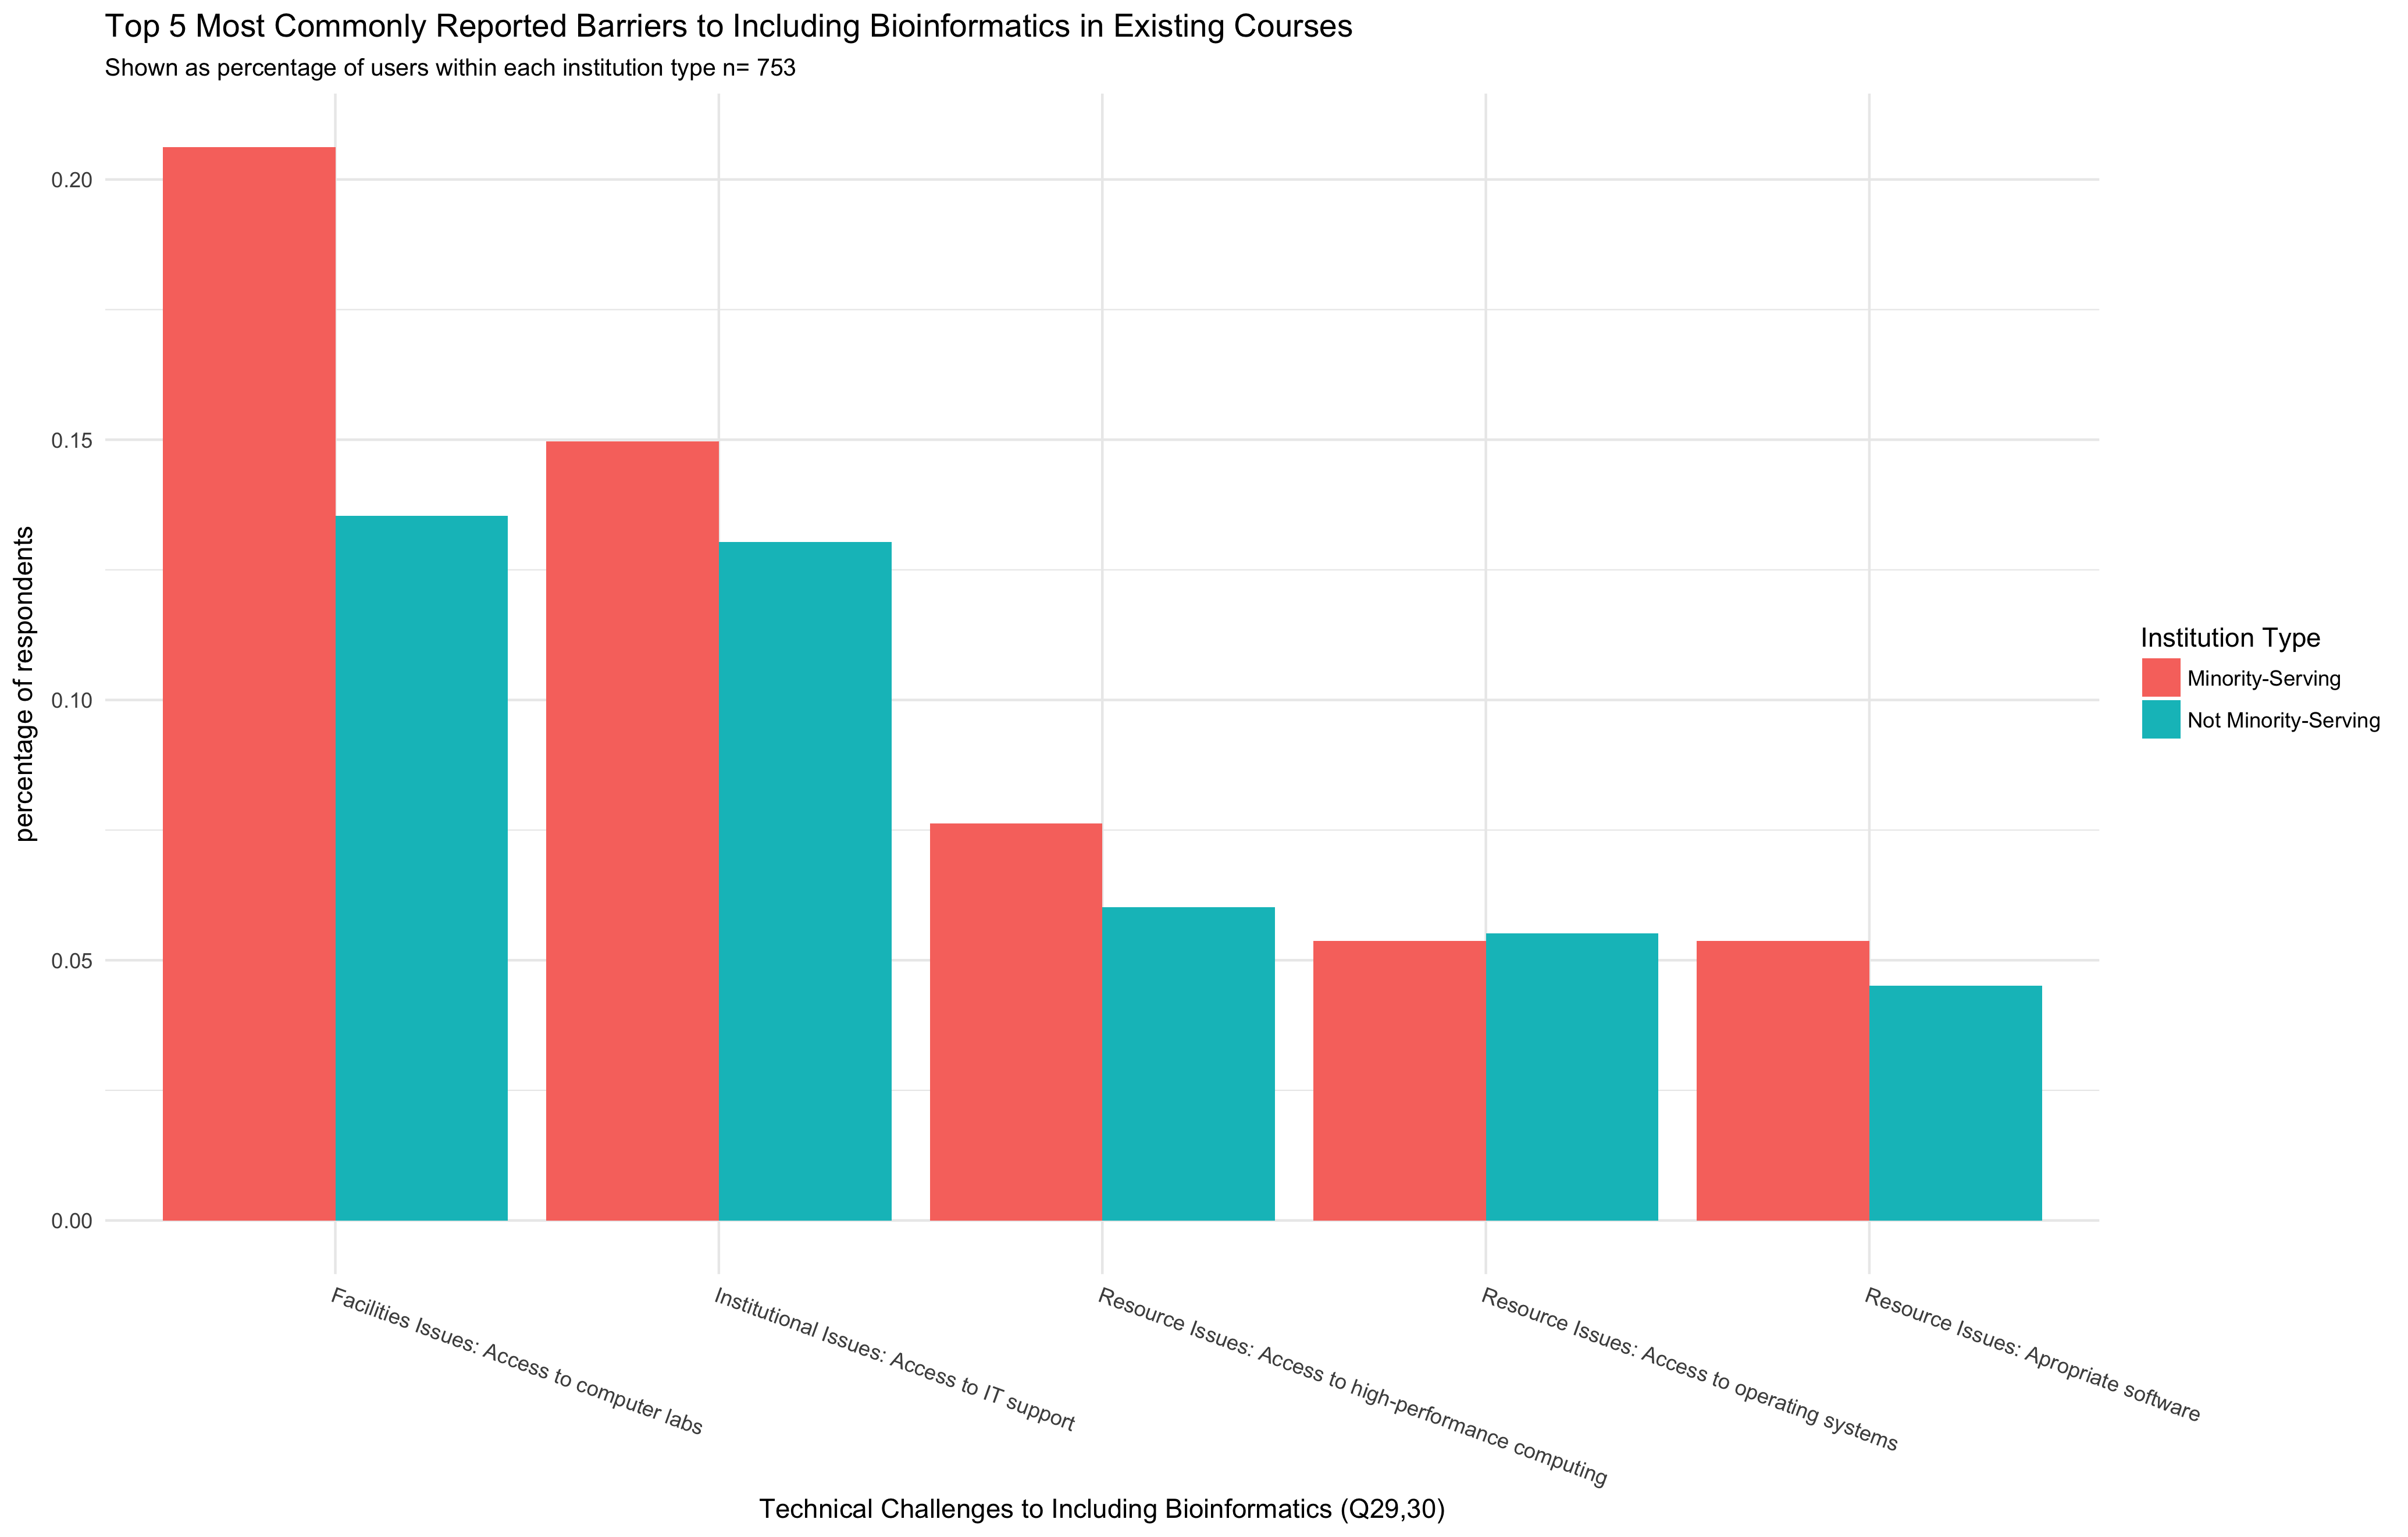 Top 5 Most Commonly Reported Barriers to Including Bioinformatics in Existing Courses
Shown as percentage of users within each institution type n= 753
percentage of respondents
0.20
0.15
0.10
0.05
0.00
Facilities Issues: Access to computer labs
Institutional Issues: Access to IT support
Resource Issues: Access to high-performance computing
Resource Issues: Access to operating systems
Resource Issues: Apropriate software
Technical Challenges to Including Bioinformatics (Q29,30)
Institution Type
Minority-Serving
Not Minority-Serving